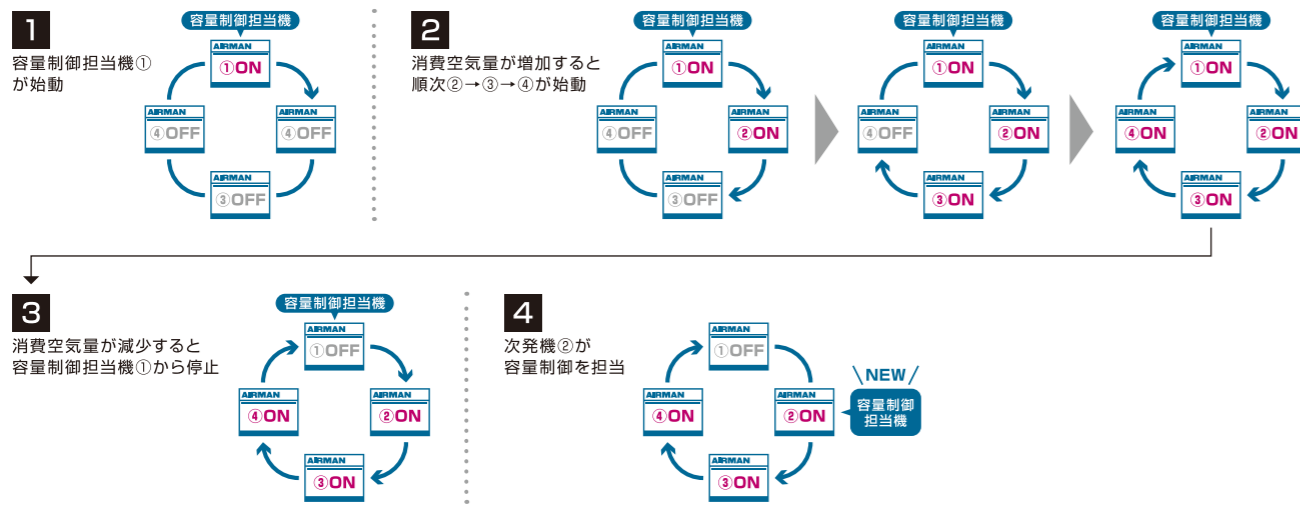 1
容量制御担当機①
が始動
容量制御担当機
AIRMAN
①ON
AIRMAN
④OFF
AIRMAN
④OFF
AIRMAN
③OFF
2
消費空気量が増加すると
順次②→③→④が始動
容量制御担当機
AIRMAN
①ON
AIRMAN
④OFF
AIRMAN
②ON
AIRMAN
③OFF
容量制御担当機
AIRMAN
①ON
AIRMAN
④OFF
AIRMAN
②ON
AIRMAN
③ON
容量制御担当機
AIRMAN
①ON
AIRMAN
④ON
AIRMAN
②ON
AIRMAN
③ON
3
消費空気量が減少すると
容量制御担当機①から停止
容量制御担当機
AIRMAN
①OFF
AIRMAN
④ON
AIRMAN
②ON
AIRMAN
③ON
4
次発機②が
容量制御を担当
AIRMAN
①OFF
AIRMAN
④ON
AIRMAN
②ON
AIRMAN
③ON
\NEW/
容量制御
担当機